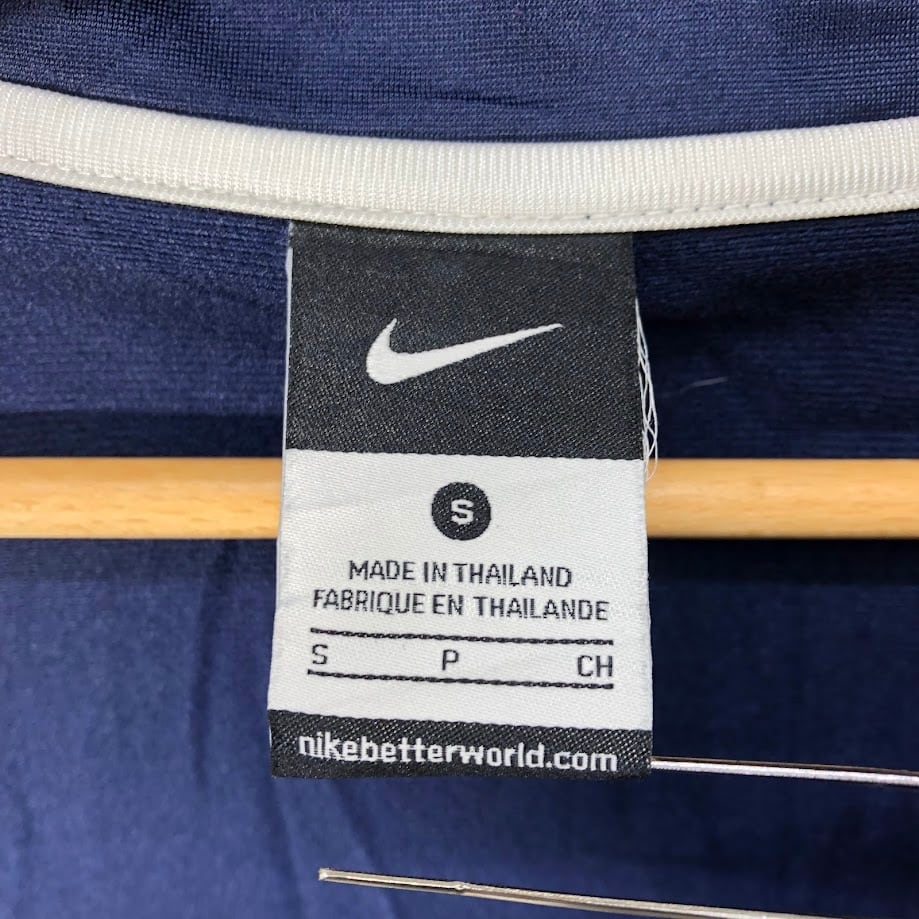 S
MADE IN THAILAND
FABRIQUE EN THAILANDE
S P CH
nikebetterworld.com